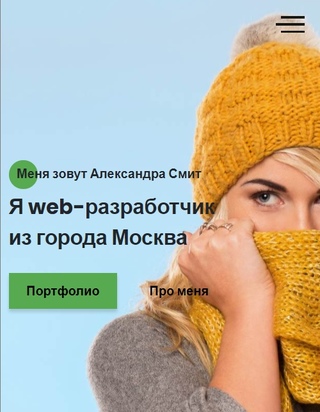 Меня зовут Александра Смит
Я web-разработчик
из города Москва
Портфолио
Про меня